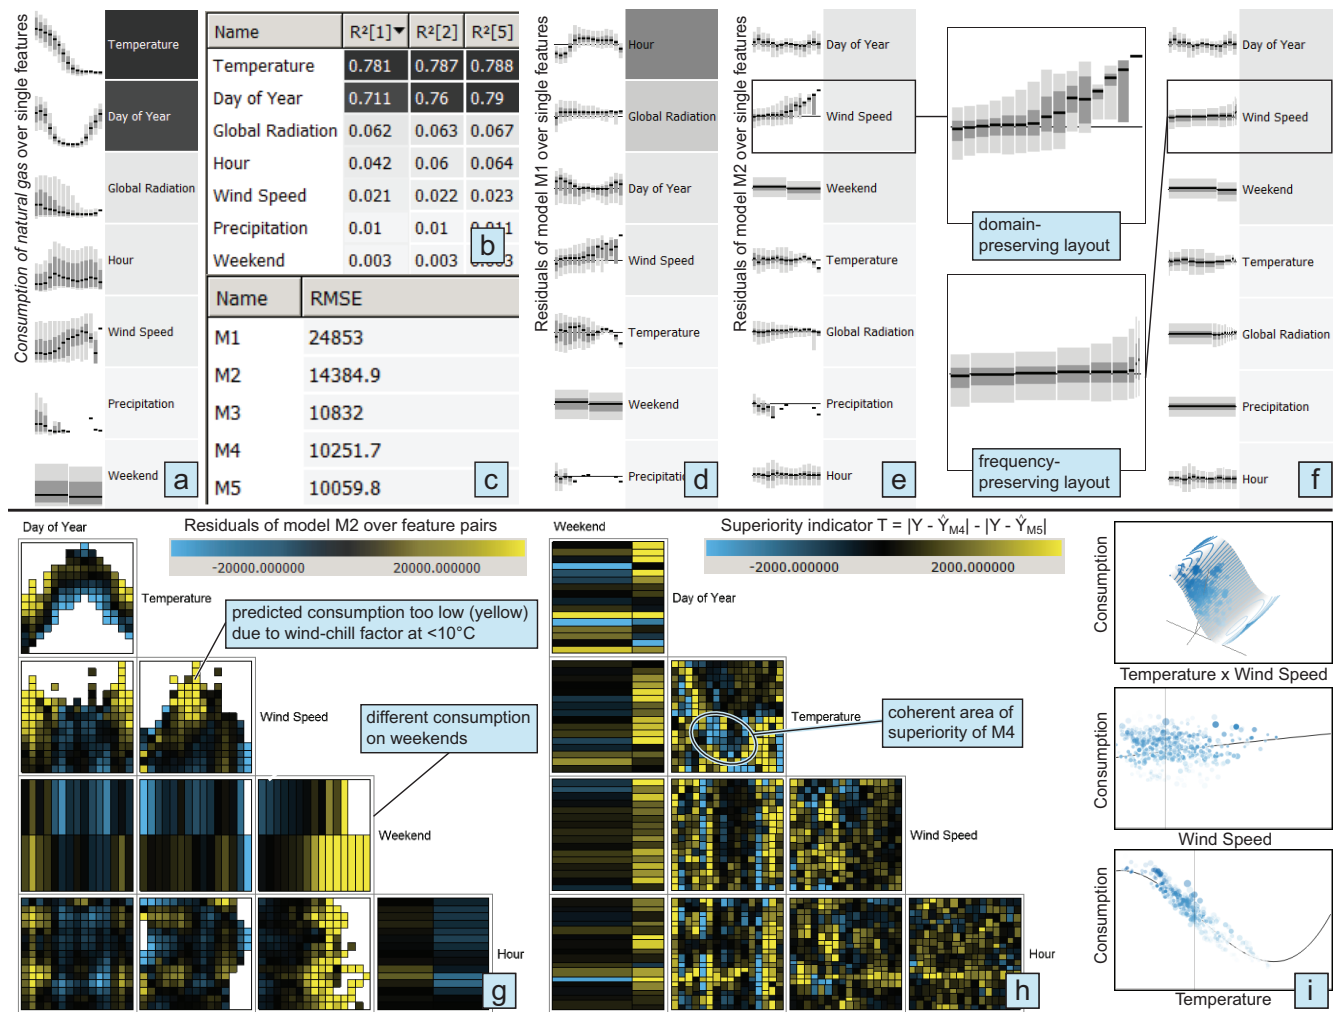 Consumption of natural gas over single features
Temperature
Day of Year
Global Radiation
Hour
Wind Speed
Precipitation
Weekend
a
Name R²[1] R²[2] R²[5]
Temperature 0.781 0.787 0.788
Day of Year 0.711 0.76 0.79
Global Radiation 0.062 0.063 0.067
Hour 0.042 0.06 0.064
Wind Speed 0.021 0.022 0.023
Precipitation 0.01 0.01
Weekend 0.003 0.003
b
Name RMSE
M1 24853
M2 14384.9
M3 10832
M4 10251.7
M5 10059.8
c
Residuals of model M1 over single features
Hour
Global Radiation
Day of Year
Wind Speed
Temperature
Weekend
d
Residuals of model M2 over single features
Day of Year
Wind Speed
Weekend
Temperature
Global Radiation
Precipitation
Hour
e
domain-
preserving layout
frequency-
preserving layout
Day of Year
Wind Speed
Weekend
Temperature
Global Radiation
Precipitation
Hour
f
Day of Year
Residuals of model M2 over feature pairs
-20000.000000 20000.000000
Temperature
predicted consumption too low (yellow)
due to wind-chill factor at <10°C
Wind Speed
different consumption
on weekends
Weekend
Hour
g
Weekend
Superiority indicator T = |Y - Ŷ_M4| - |Y - Ŷ_M5|
-2000.000000 2000.000000
Day of Year
Temperature
coherent area of
superiority of M4
Wind Speed
Hour
h
Consumption
Temperature x Wind Speed
Consumption
Wind Speed
Consumption
Temperature
i